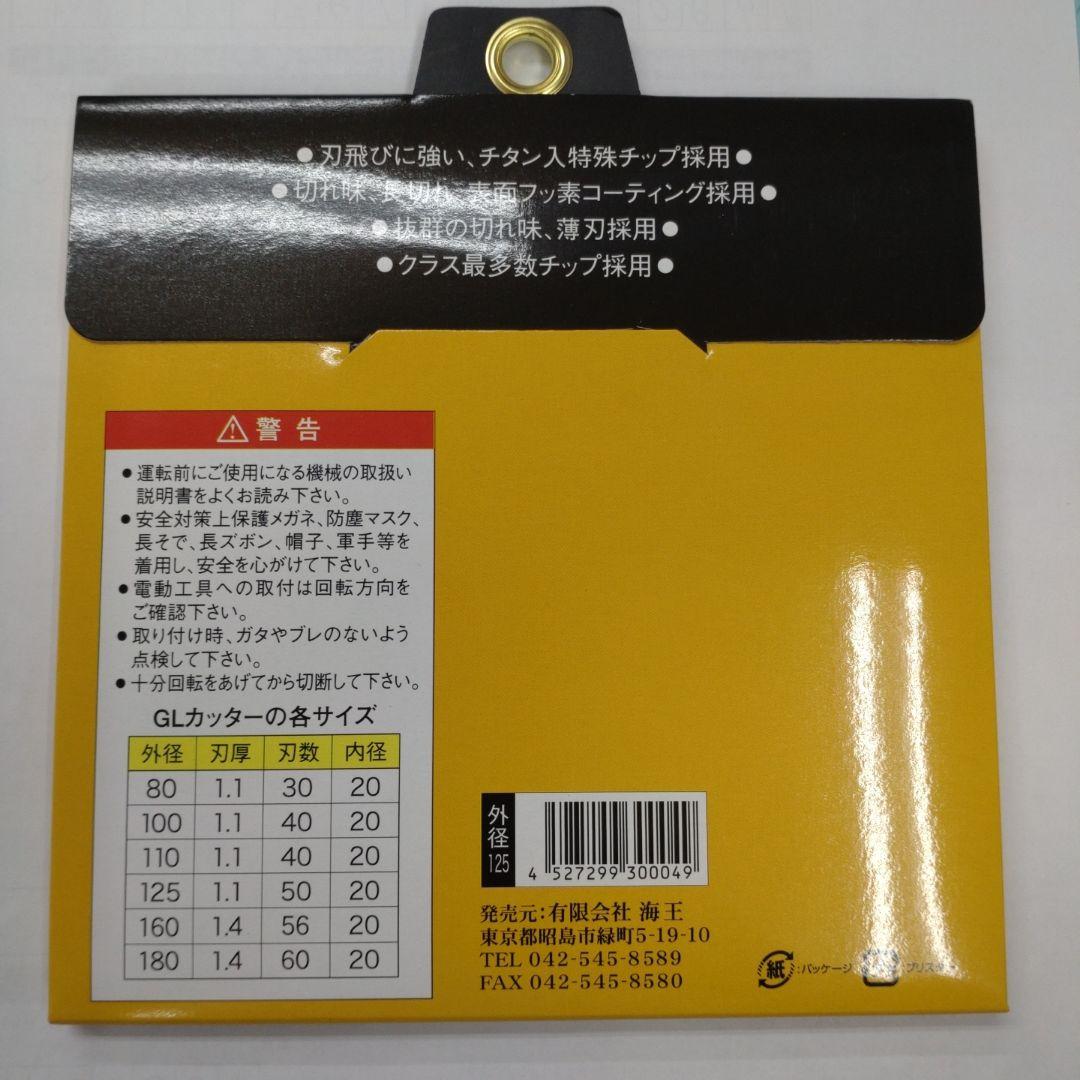 ●刃飛びに強い、チタン入特殊チップ採用●
●切れ味、長切れ、表面フッ素コーティング採用●
●抜群の切れ味、薄刃採用●
●クラス最多数チップ採用●
警告
●運転前にご使用になる機械の取扱い
説明書をよくお読み下さい。
●安全対策上保護メガネ、防塵マスク、
長そで、長ズボン、帽子、軍手等を
着用し、安全を心がけて下さい。
●電動工具への取付は回転方向を
ご確認下さい。
●取り付け時、ガタやブレのないよう
点検して下さい。
●十分回転をあげてから切断して下さい。
GLカッターの各サイズ
外径 刃厚 刃数 内径
80 1.1 30 20
100 1.1 40 20
110 1.1 40 20
125 1.1 50 20
160 1.4 56 20
180 1.4 60 20
外径125
4 527299 300049
発売元:有限会社 海王
東京都昭島市緑町5-19-10
TEL 042-545-8589
FAX 042-545-8580
紙:パッケージ